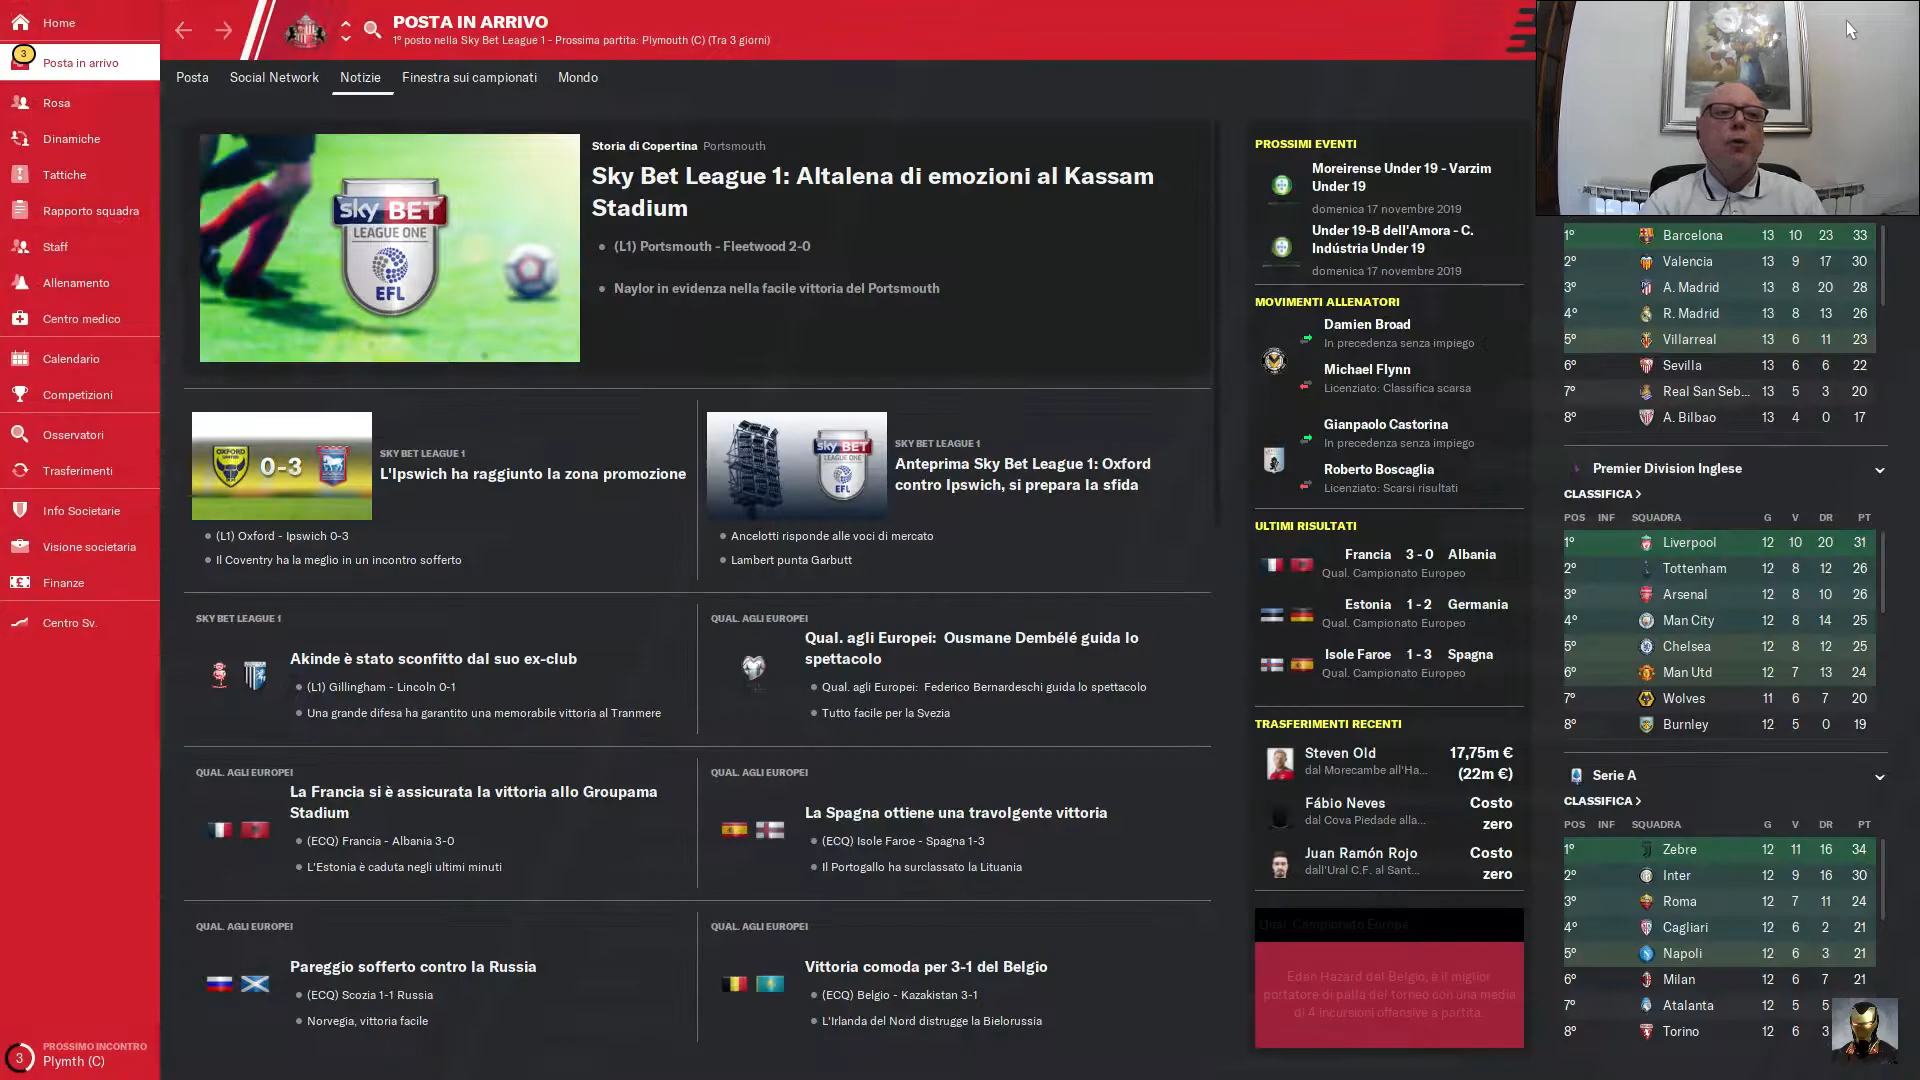 Home
3
Posta in arrivo
Rosa
Dinamiche
Tattiche
Rapporto squadra
Staff
Allenamento
Centro medico
Calendario
Competizioni
Osservatori
Trasferimenti
Info Societarie
Visione societaria
Finanze
Centro Sv.
3
PROSSIMO INCONTRO
Plymth (C)
POSTA IN ARRIVO
1º posto nella Sky Bet League 1 - Prossima partita: Plymouth (C) (Tra 3 giorni)
Posta Social Network Notizie Finestra sui campionati Mondo
sky BET
LEAGUE ONE
EFL
Storia di Copertina Portsmouth
Sky Bet League 1: Altalena di emozioni al Kassam
Stadium
(L1) Portsmouth - Fleetwood 2-0
Naylor in evidenza nella facile vittoria del Portsmouth
OXFORD
UNITED
0-3
SKY BET LEAGUE 1
L'Ipswich ha raggiunto la zona promozione
(L1) Oxford - Ipswich 0-3
Il Coventry ha la meglio in un incontro sofferto
sky BET
LEAGUE ONE
EFL
SKY BET LEAGUE 1
Anteprima Sky Bet League 1: Oxford
contro Ipswich, si prepara la sfida
Ancelotti risponde alle voci di mercato
Lambert punta Garbutt
SKY BET LEAGUE 1
Akinde è stato sconfitto dal suo ex-club
(L1) Gillingham - Lincoln 0-1
Una grande difesa ha garantito una memorabile vittoria al Tranmere
QUAL. AGLI EUROPEI
Qual. agli Europei: Ousmane Dembélé guida lo
spettacolo
Qual. agli Europei: Federico Bernardeschi guida lo spettacolo
Tutto facile per la Svezia
QUAL. AGLI EUROPEI
La Francia si è assicurata la vittoria allo Groupama
Stadium
(ECQ) Francia - Albania 3-0
L'Estonia è caduta negli ultimi minuti
QUAL. AGLI EUROPEI
La Spagna ottiene una travolgente vittoria
(ECQ) Isole Faroe - Spagna 1-3
Il Portogallo ha surclassato la Lituania
QUAL. AGLI EUROPEI
Pareggio sofferto contro la Russia
(ECQ) Scozia 1-1 Russia
Norvegia, vittoria facile
QUAL. AGLI EUROPEI
Vittoria comoda per 3-1 del Belgio
(ECQ) Belgio - Kazakistan 3-1
L'Irlanda del Nord distrugge la Bielorussia
PROSSIMI EVENTI
Moreirense Under 19 - Varzim
Under 19
domenica 17 novembre 2019
Under 19-B dell'Amora - C.
Indústria Under 19
domenica 17 novembre 2019
MOVIMENTI ALLENATORI
Damien Broad
In precedenza senza impiego
Michael Flynn
Licenziato: Classifica scarsa
Gianpaolo Castorina
In precedenza senza impiego
Roberto Boscaglia
Licenziato: Scarsi risultati
ULTIMI RISULTATI
Francia 3 - 0 Albania
Qual. Campionato Europeo
Estonia 1 - 2 Germania
Qual. Campionato Europeo
Isole Faroe 1 - 3 Spagna
Qual. Campionato Europeo
TRASFERIMENTI RECENTI
Steven Old 17,75m €
dal Morecambe all'Ha... (22m €)
Fábio Neves Costo
dal Cova Piedade alla... zero
Juan Ramón Rojo Costo
dall'Ural C.F. al Sant... zero
Qual. Campionato Europe
Eden Hazard del Belgio, è il miglior
portatore di palla del torneo con una media
di 4 incursioni offensive a partita.
1º Barcelona 13 10 23 33
2º Valencia 13 9 17 30
3º A. Madrid 13 8 20 28
4º R. Madrid 13 8 13 26
5º Villarreal 13 6 11 23
6º Sevilla 13 6 6 22
7º Real San Seb... 13 5 3 20
8º A. Bilbao 13 4 0 17
Premier Division Inglese
CLASSIFICA >
POS INF SQUADRA G V DR PT
1º Liverpool 12 10 20 31
2º Tottenham 12 8 12 26
3º Arsenal 12 8 10 26
4º Man City 12 8 14 25
5º Chelsea 12 8 12 25
6º Man Utd 12 7 13 24
7º Wolves 11 6 7 20
8º Burnley 12 5 0 19
Serie A
CLASSIFICA >
POS INF SQUADRA G V DR PT
1º Zebre 12 11 16 34
2º Inter 12 9 16 30
3º Roma 12 7 11 24
4º Cagliari 12 6 2 21
5º Napoli 12 6 3 21
6º Milan 12 6 7 21
7º Atalanta 12 5 5
8º Torino 12 6 3